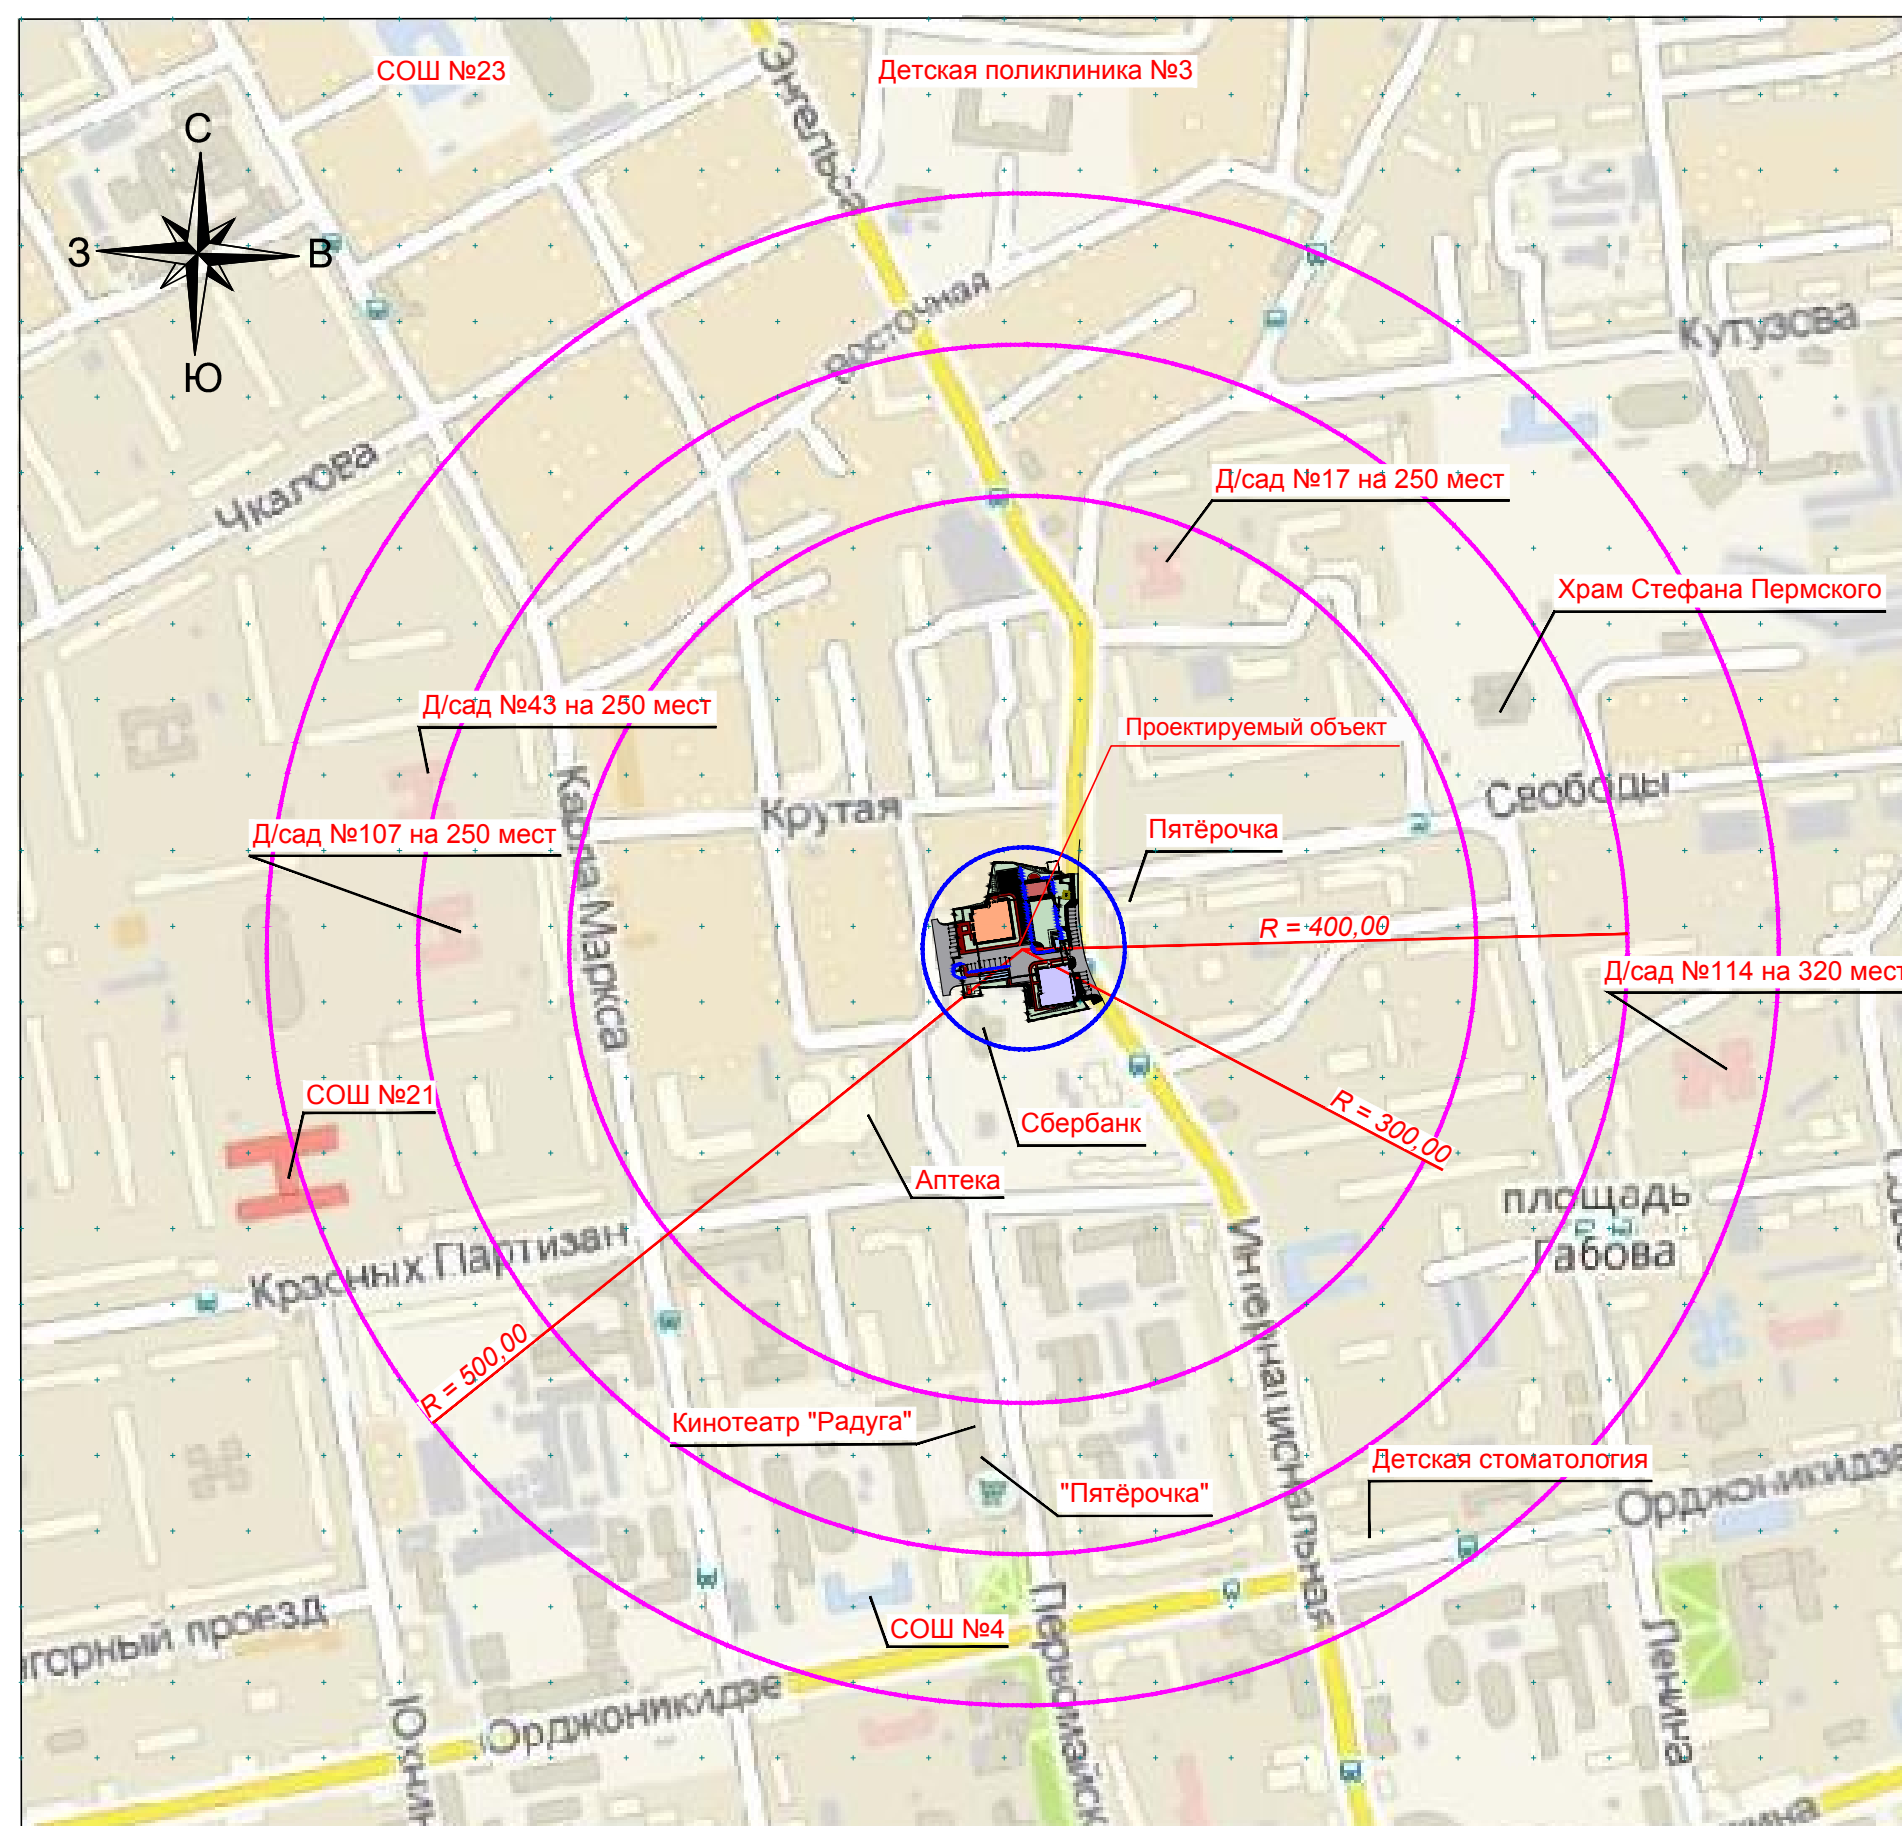 СОШ №23
Детская поликлиника №3
Энгельса
С
З
В
Ю
Восточная
Кутузова
Чкалова
Д/сад №17 на 250 мест
Храм Стефана Пермского
Д/сад №43 на 250 мест
Проектируемый объект
Свободы
Карла Маркса
Крутая
Пятёрочка
Д/сад №107 на 250 мест
R = 400,00
Д/сад №114 на 320 мест
СОШ №21
Сбербанк
R = 300,00
Аптека
площадь
Габова
Красных Партизан
Интернациональная
R = 500,00
Кинотеатр "Радуга"
Детская стоматология
"Пятёрочка"
Орджоникидзе
СОШ №4
Первомайск
горный проезд
Ленина
Орджоникидзе